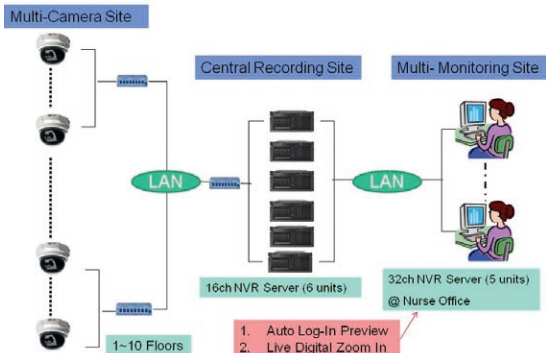 Multi-Camera Site
Central Recording Site
Multi- Monitoring Site
LAN
LAN
16ch NVR Server (6 units)
32ch NVR Server (5 units)
@ Nurse Office
1~10 Floors
1. Auto Log-In Preview
2. Live Digital Zoom In